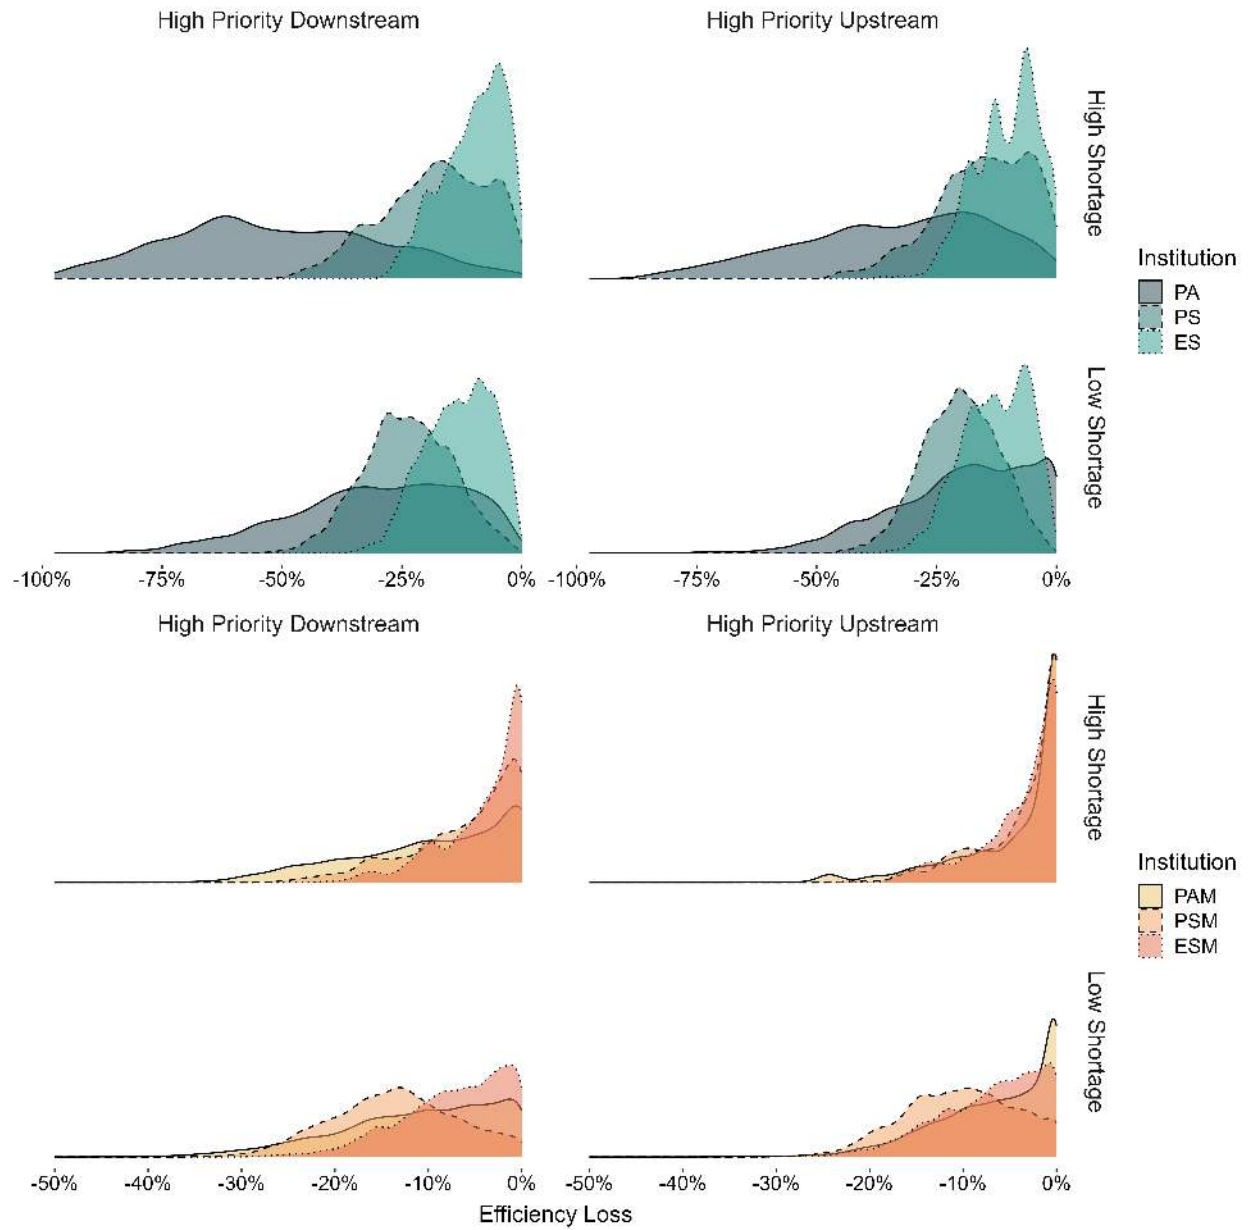 High Priority Downstream
High Priority Upstream
High Shortage
Institution
PA
PS
ES
Low Shortage
-100% -75% -50% -25% 0%
-100% -75% -50% -25% 0%
High Priority Downstream
High Priority Upstream
High Shortage
Institution
PAM
PSM
ESM
Low Shortage
-50% -40% -30% -20% -10% 0%
-50% -40% -30% -20% -10% 0%
Efficiency Loss